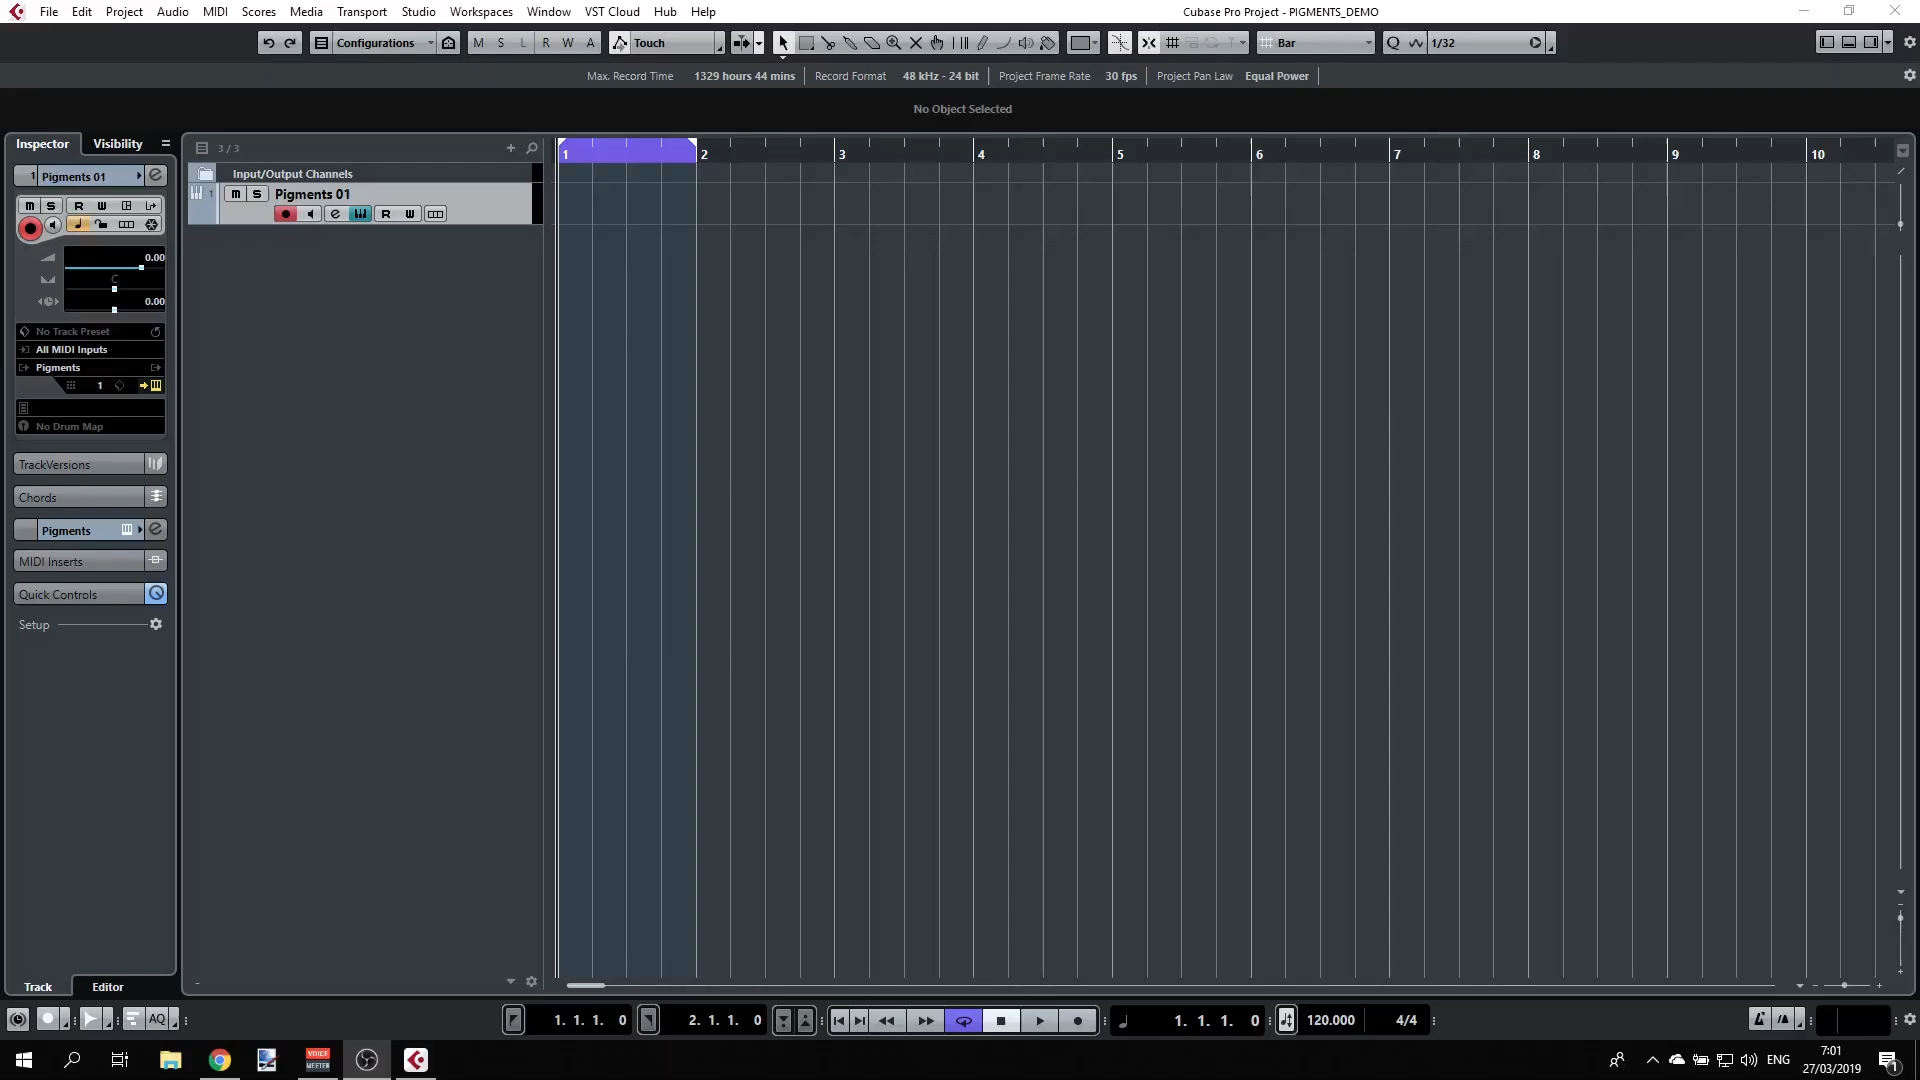 File Edit Project Audio MIDI Scores Media Transport Studio Workspaces Window VST Cloud Hub Help
Cubase Pro Project - PIGMENTS_DEMO
Configurations M S L R W A Touch Bar Q 1/32
Max. Record Time 1329 hours 44 mins Record Format 48 kHz - 24 bit Project Frame Rate 30 fps Project Pan Law Equal Power
No Object Selected
Inspector Visibility
3 / 3
1 2 3 4 5 6 7 8 9 10
1 Pigments 01
Input/Output Channels
1 m S Pigments 01
R W
m S R W
0.00
C
0.00
No Track Preset
All MIDI Inputs
Pigments
1
No Drum Map
TrackVersions
Chords
Pigments
MIDI Inserts
Quick Controls
Setup
Track Editor
AQ 1. 1. 1. 0 2. 1. 1. 0 1. 1. 1. 0 120.000 4/4
VOICE
MEETER
ENG
7:01
27/03/2019
1